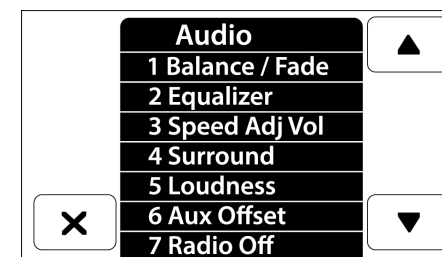 Audio
1 Balance / Fade
2 Equalizer
3 Speed Adj Vol
4 Surround
5 Loudness
6 Aux Offset
7 Radio Off